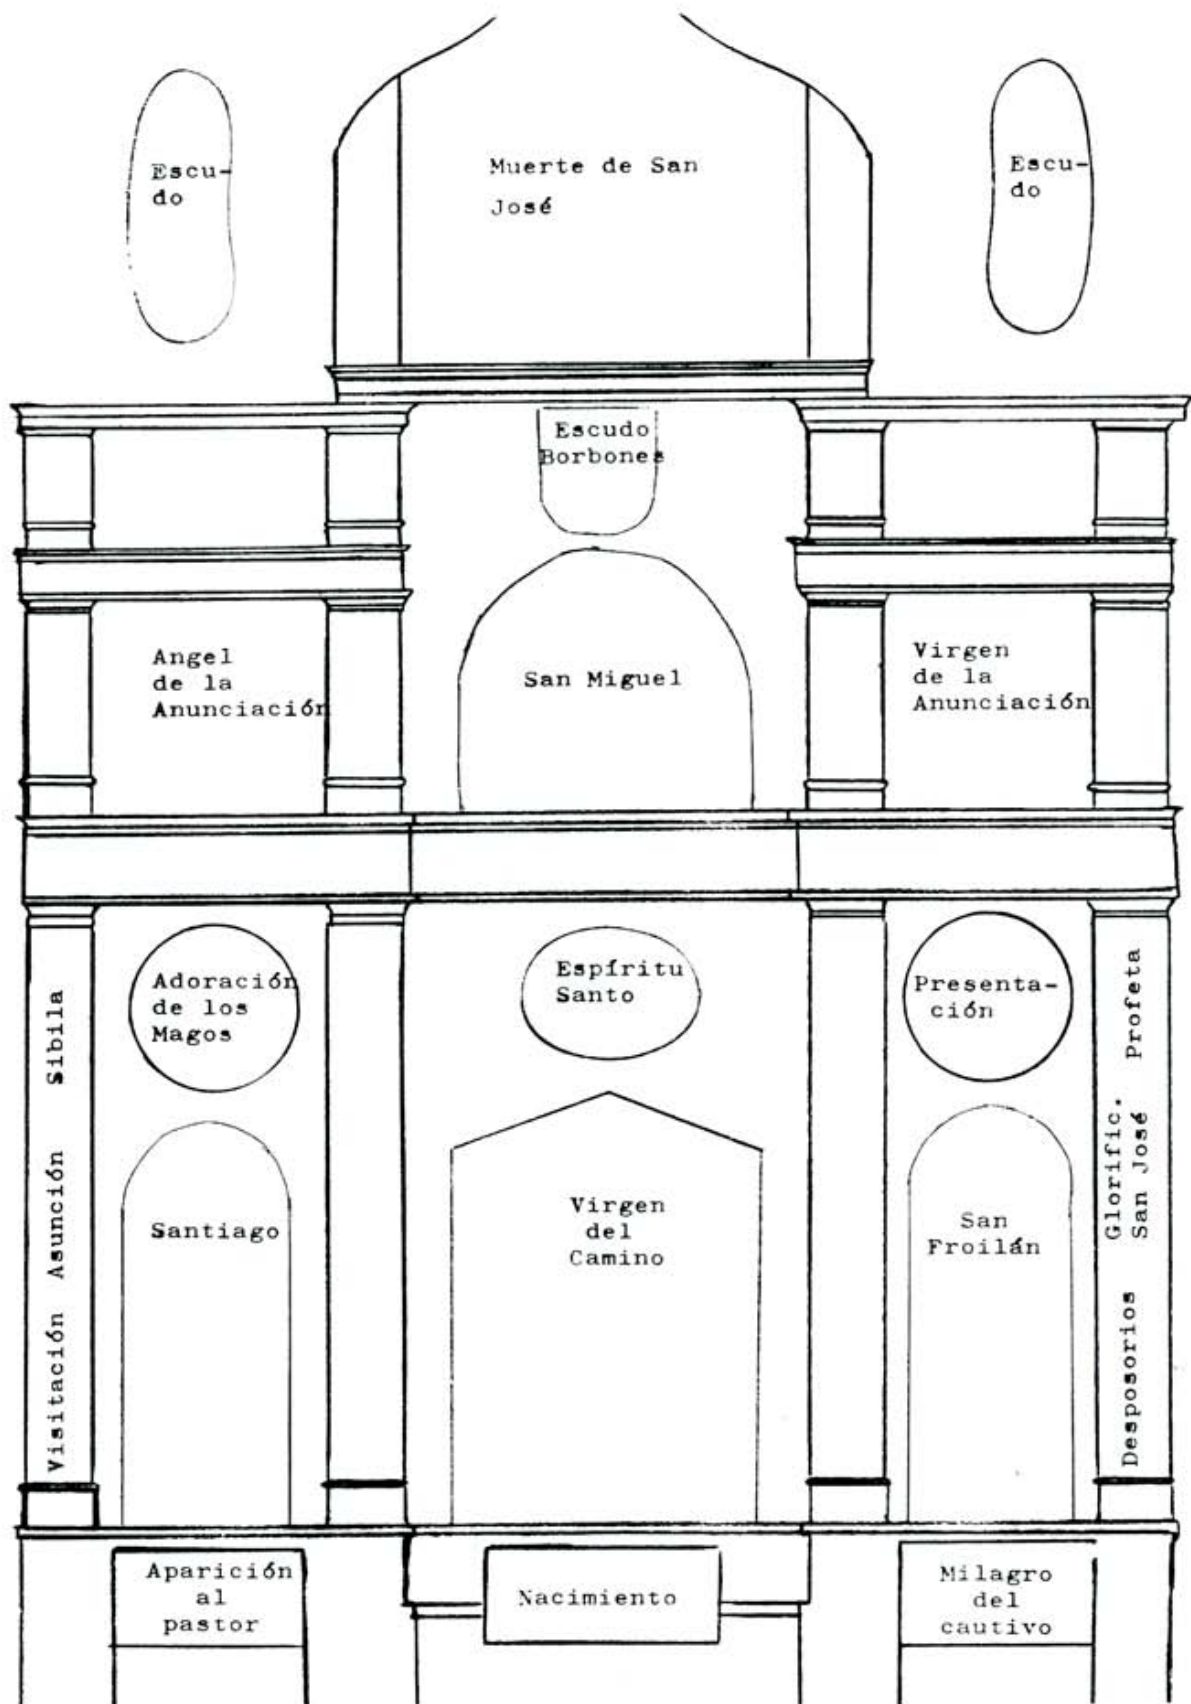 Escu-
do
Muerte de San
José
Escu-
do
Escudo
Borbones
Angel
de la
Anunciación
San Miguel
Virgen
de la
Anunciación
Adoración
de los
Magos
Espíritu
Santo
Presenta-
ción
Visitación Asunción Sibila
Santiago
Virgen
del
Camino
San
Froilán
Glorific.
Desposorios San José Profeta
Aparición
al
pastor
Nacimiento
Milagro
del
cautivo